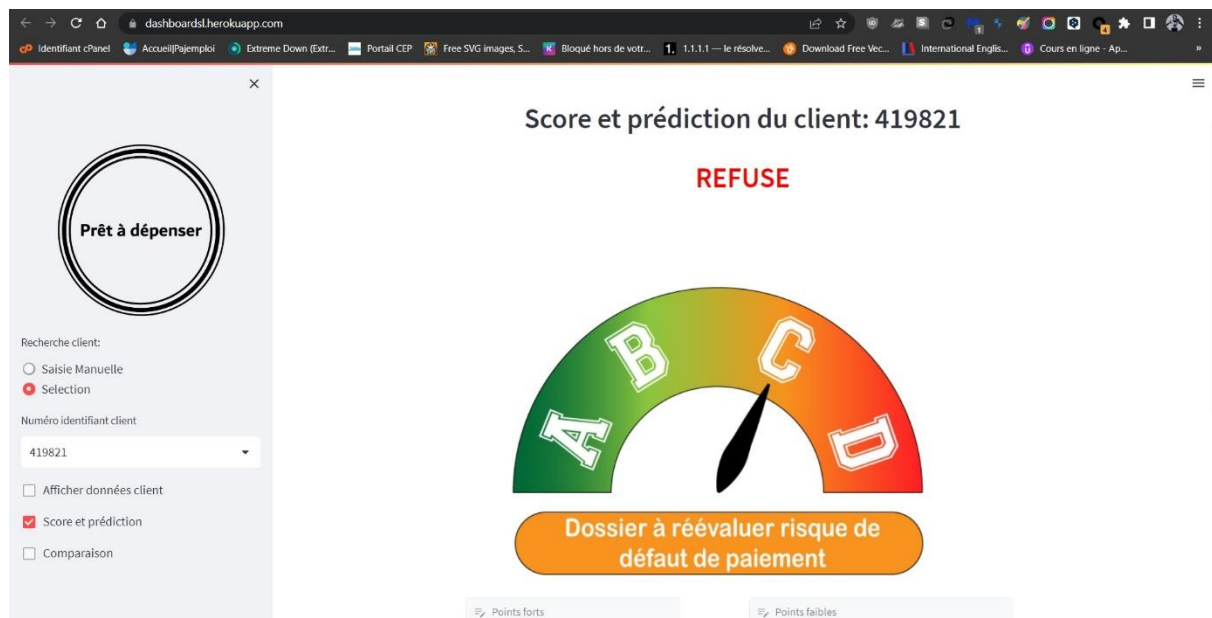 dashboardsl.herokuapp.com
cP Identifiant cPanel
Accueil|Pajemploi
Extreme Down (Extr...
Portail CEP
Free SVG images, S...
K Bloqué hors de votr...
1. 1.1.1.1 — le résolve...
Download Free Vec...
International Englis...
Cours en ligne - Ap...
»
Prêt à dépenser
Recherche client:
Saisie Manuelle
Selection
Numéro identifiant client
419821
Afficher données client
Score et prédiction
Comparaison
Score et prédiction du client: 419821
REFUSE
A
B
C
D
Dossier à réévaluer risque de
défaut de paiement
Points forts
Points faibles